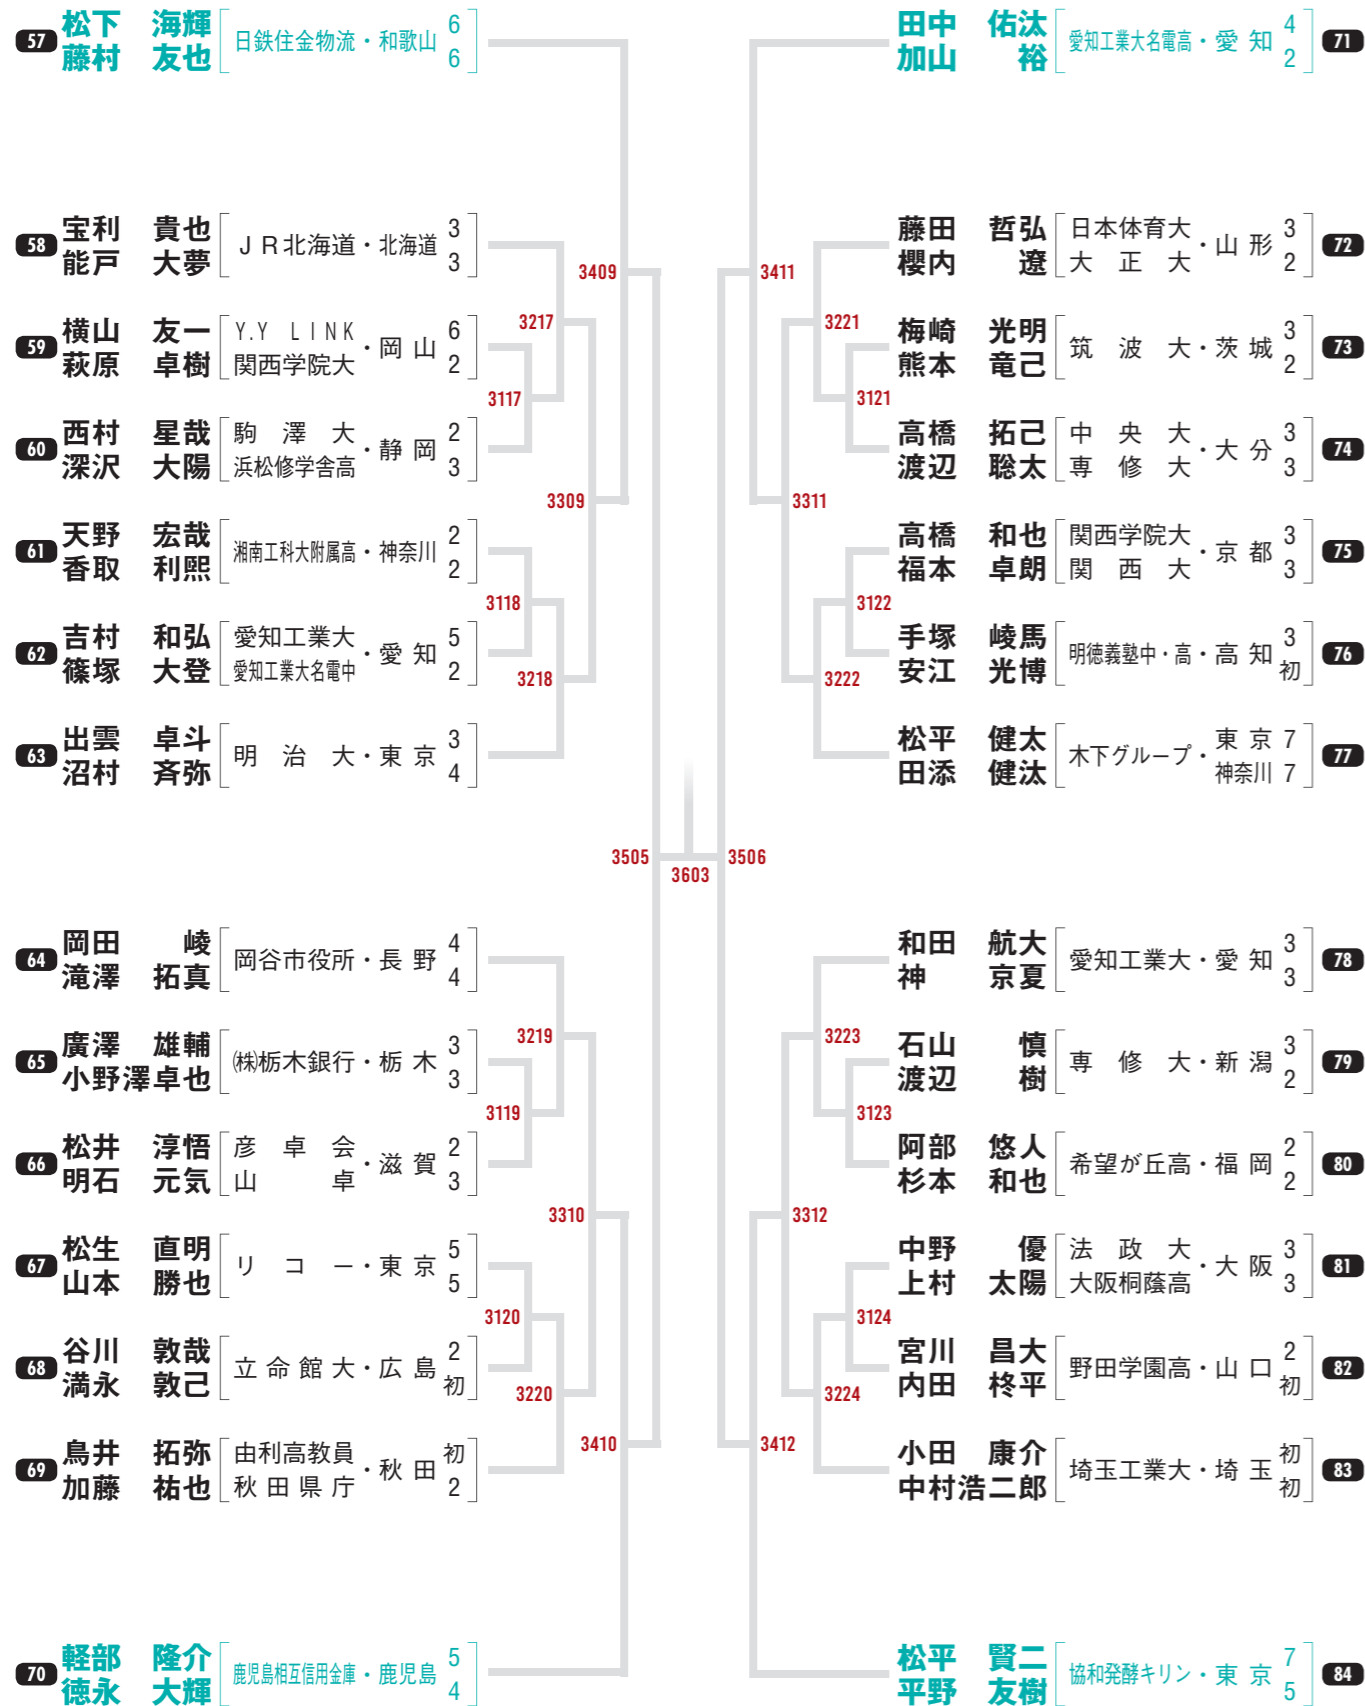 57 松下 海輝 日鉄住金物流・和歌山 6
藤村 友也 6
58 宝利 貴也 JR北海道・北海道 3
能戸 大夢 3
3409
3217
59 横山 友一 Y.Y LINK ・岡山 6
萩原 卓樹 関西学院大 2
3117
60 西村 星哉 駒澤大 ・静岡 2
深沢 大陽 浜松修学舎高 3
3309
61 天野 宏哉 湘南工科大附属高・神奈川 2
香取 利熙 2
3118
62 吉村 和弘 愛知工業大 ・愛知 5
篠塚 大登 愛知工業大名電中 2
3218
63 出雲 卓斗 明治大・東京 3
沼村 斉弥 4
3505
3603
64 岡田 崚 岡谷市役所・長野 4
滝澤 拓真 4
3219
65 廣澤 雄輔 ㈱栃木銀行・栃木 3
小野澤卓也 3
3119
66 松井 淳悟 彦卓会 ・滋賀 2
明石 元気 山卓 3
3310
67 松生 直明 リコー・東京 5
山本 勝也 5
3120
68 谷川 敦哉 立命館大・広島 2
満永 敦己 初
3220
3410
69 鳥井 拓弥 由利高教員 ・秋田 初
加藤 祐也 秋田県庁 2
70 軽部 隆介 鹿児島相互信用金庫・鹿児島 5
徳永 大輝 4
田中 佑汰 愛知工業大名電高・愛知 4 71
加山 裕 2
藤田 哲弘 日本体育大 ・山形 3 72
櫻内 遼 大正大 2
3411
3221
梅崎 光明 筑波大・茨城 3 73
熊本 竜己 2
3121
高橋 拓己 中央大 ・大分 3 74
渡辺 聡太 専修大 3
3311
高橋 和也 関西学院大 ・京都 3 75
福本 卓朗 関西大 3
3122
手塚 崚馬 明徳義塾中・高・高知 3 76
安江 光博 初
3222
松平 健太 木下グループ・東京 7 77
田添 健汰 神奈川 7
3506
和田 航大 愛知工業大・愛知 3 78
神 京夏 3
3223
石山 慎 専修大・新潟 3 79
渡辺 樹 2
3123
阿部 悠人 希望が丘高・福岡 2 80
杉本 和也 2
3312
中野 優 法政大 ・大阪 3 81
上村 太陽 大阪桐蔭高 3
3124
宮川 昌大 野田学園高・山口 2 82
内田 柊平 初
3224
3412
小田 康介 埼玉工業大・埼玉 初 83
中村浩二郎 初
松平 賢二 協和発酵キリン・東京 7 84
平野 友樹 5